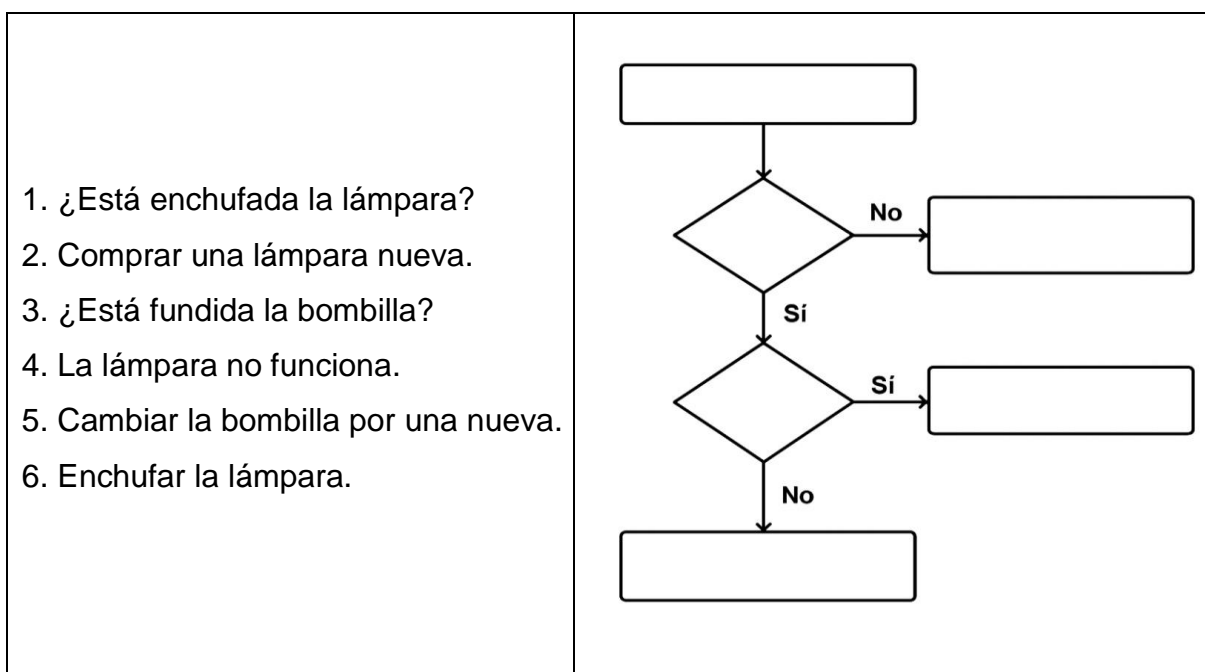 1. ¿Está enchufada la lámpara?
2. Comprar una lámpara nueva.
3. ¿Está fundida la bombilla?
4. La lámpara no funciona.
5. Cambiar la bombilla por una nueva.
6. Enchufar la lámpara.
No
Sí
Sí
No